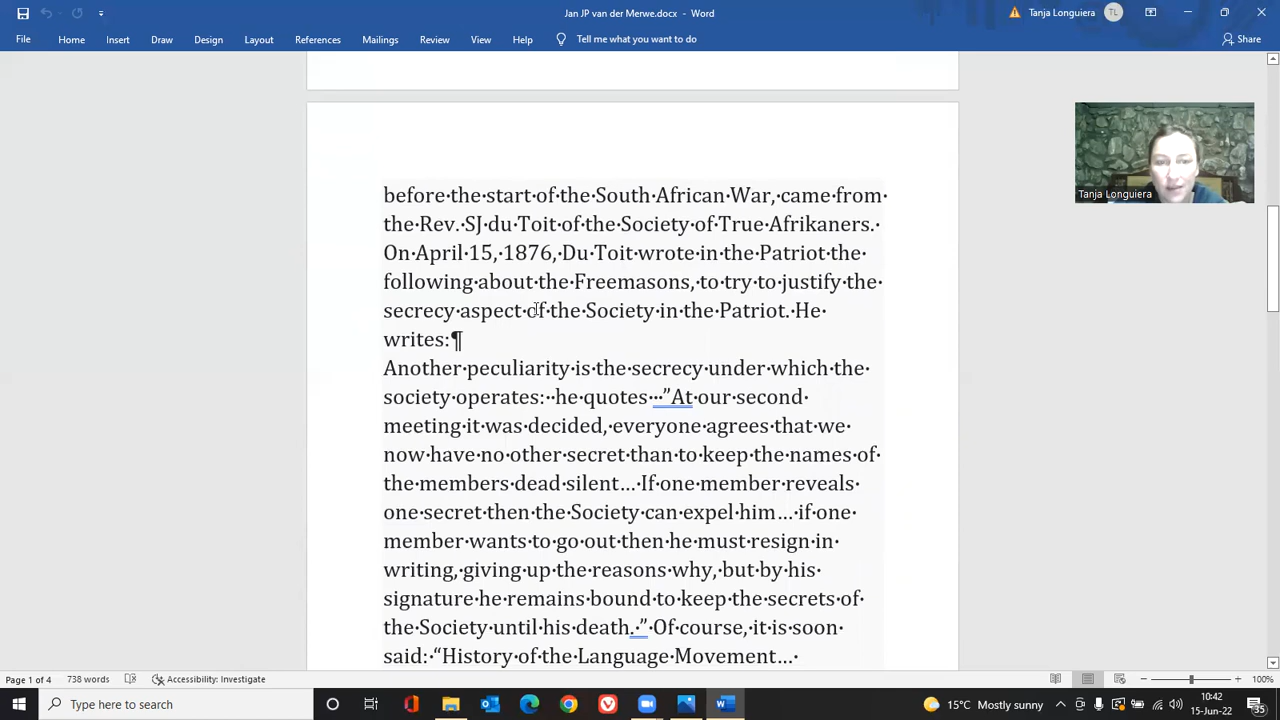 Jan JP van der Merwe.docx - Word
Tanja Longuiera TL
File Home Insert Draw Design Layout References Mailings Review View Help Tell me what you want to do Share
Tanja Longuiera
before the start of the South African War, came from
the Rev. SJ du Toit of the Society of True Afrikaners.
On April 15, 1876, Du Toit wrote in the Patriot the
following about the Freemasons, to try to justify the
secrecy aspect of the Society in the Patriot. He
writes:¶
Another peculiarity is the secrecy under which the
society operates: he quotes ”At our second
meeting it was decided, everyone agrees that we
now have no other secret than to keep the names of
the members dead silent… If one member reveals
one secret then the Society can expel him… if one
member wants to go out then he must resign in
writing, giving up the reasons why, but by his
signature he remains bound to keep the secrets of
the Society until his death. ” Of course, it is soon
said: “History of the Language Movement…
Page 1 of 4 738 words Accessibility: Investigate 100%
Type here to search 15°C Mostly sunny 10:42
15-Jun-22 35